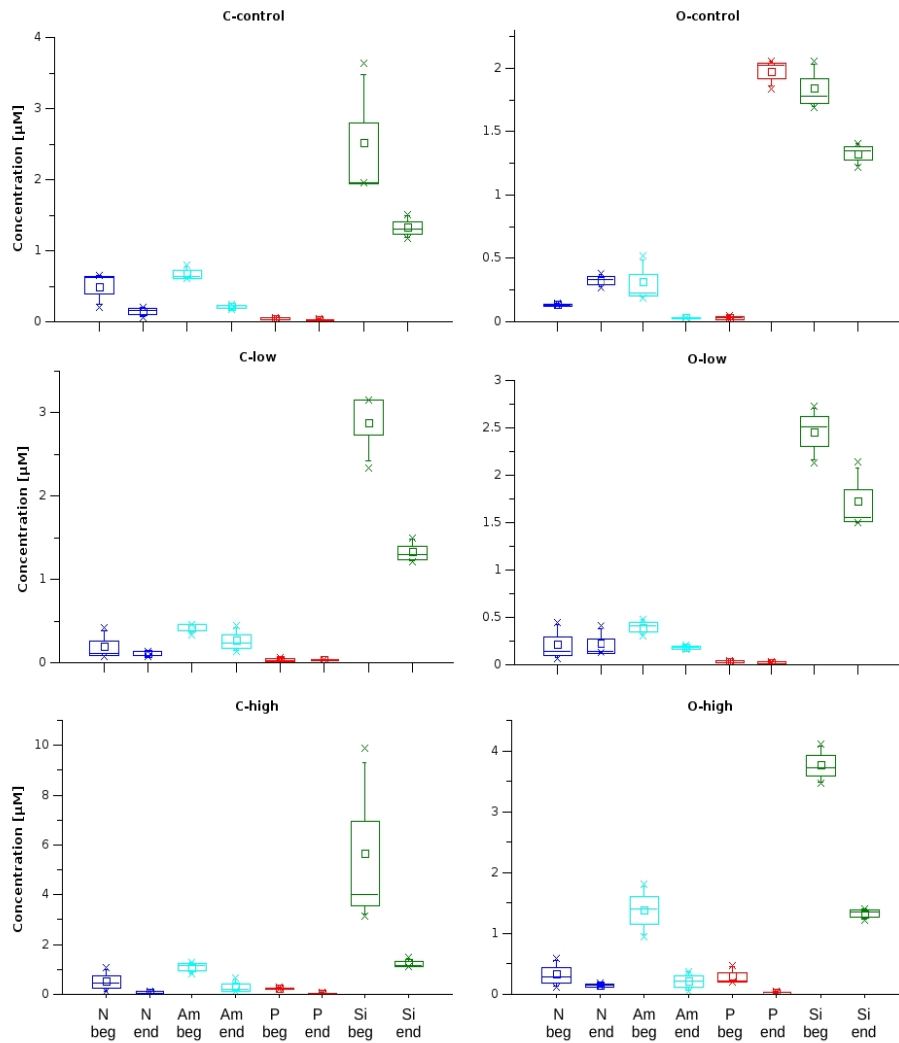 C-control
O-control
Concentration [µM]
4
3
2
1
0
2
1.5
1
0.5
0
C-low
O-low
Concentration [µM]
3
2
1
0
3
2.5
2
1.5
1
0.5
0
C-high
O-high
Concentration [µM]
10
8
6
4
2
0
4
3
2
1
0
N beg
N end
Am beg
Am end
P beg
P end
Si beg
Si end
N beg
N end
Am beg
Am end
P beg
P end
Si beg
Si end